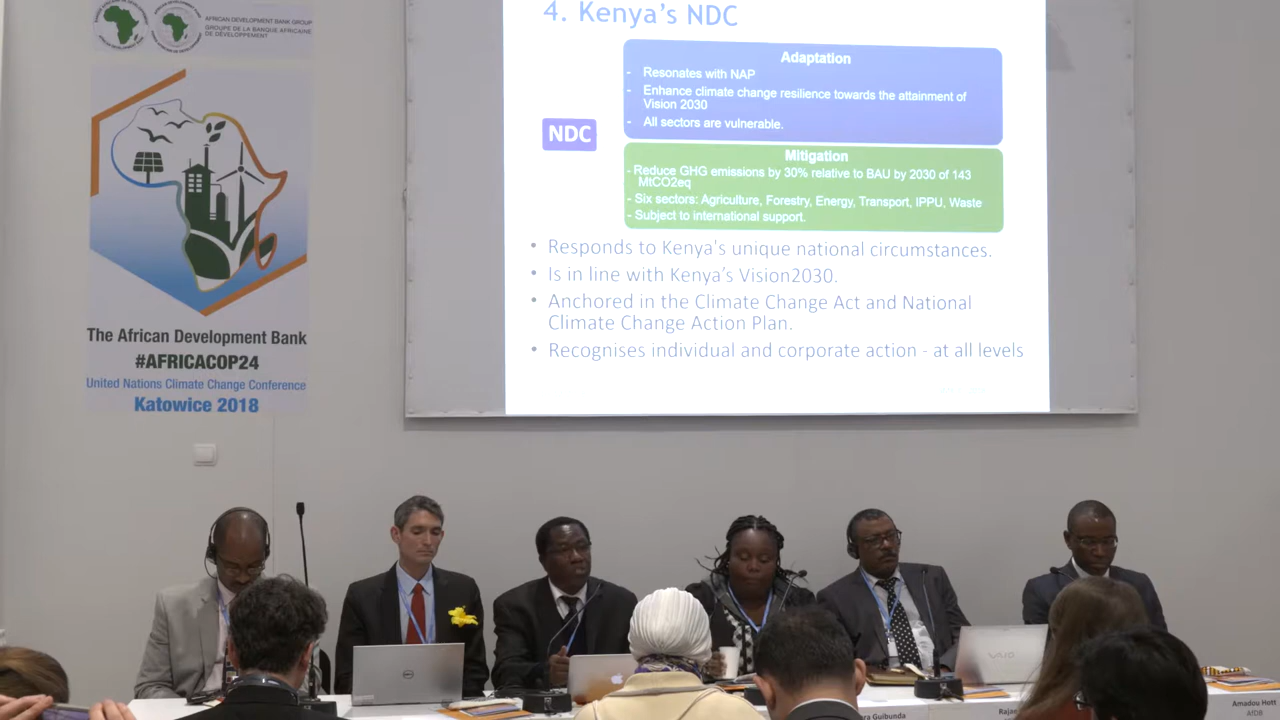 AFRICAN DEVELOPMENT BANK GROUP
GROUPE DE LA BANQUE AFRICAINE
DE DÉVELOPPEMENT
The African Development Bank
#AFRICACOP24
United Nations Climate Change Conference
Katowice 2018
4. Kenya's NDC
Adaptation
- Resonates with NAP
- Enhance climate change resilience towards the attainment of
Vision 2030
- All sectors are vulnerable.
NDC
Mitigation
- Reduce GHG emissions by 30% relative to BAU by 2030 of 143
MtCO2eq
- Six sectors: Agriculture, Forestry, Energy, Transport, IPPU, Waste
- Subject to international support.
• Responds to Kenya's unique national circumstances.
• Is in line with Kenya's Vision2030.
• Anchored in the Climate Change Act and National
Climate Change Action Plan.
• Recognises individual and corporate action - at all levels
DELL
VAIO
Guibunda
Rajan
Amadou Hott
AfDB